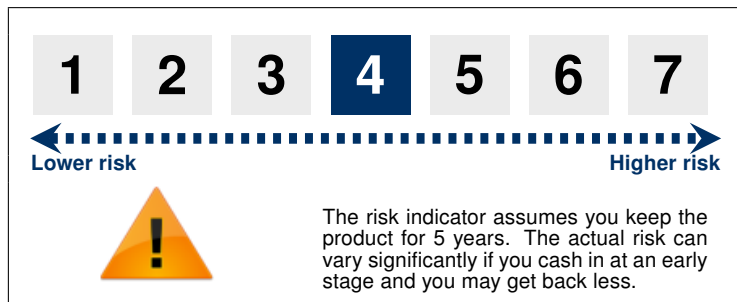 1 2 3 4 5 6 7
Lower risk Higher risk
!
The risk indicator assumes you keep the
product for 5 years. The actual risk can
vary significantly if you cash in at an early
stage and you may get back less.